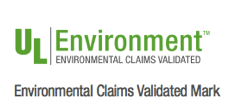 UL Environment™
ENVIRONMENTAL CLAIMS VALIDATED
Environmental Claims Validated Mark